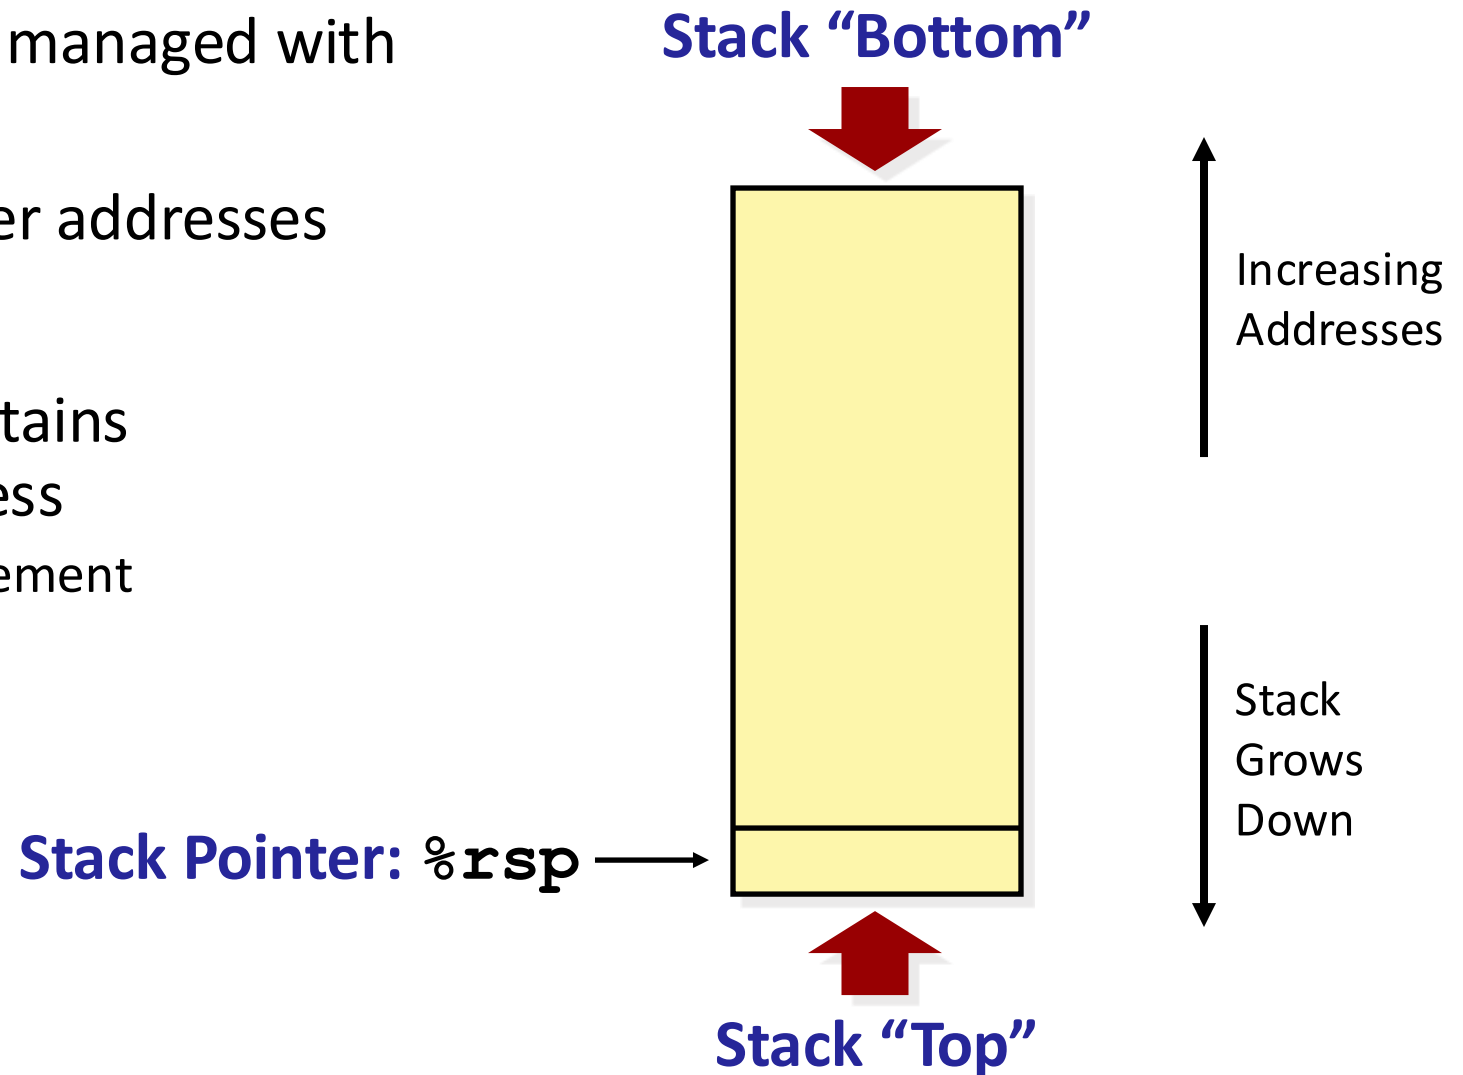 managed with
er addresses
tains
ess
ement
Stack “Bottom”
Increasing
Addresses
Stack
Grows
Down
Stack Pointer: %rsp
Stack “Top”